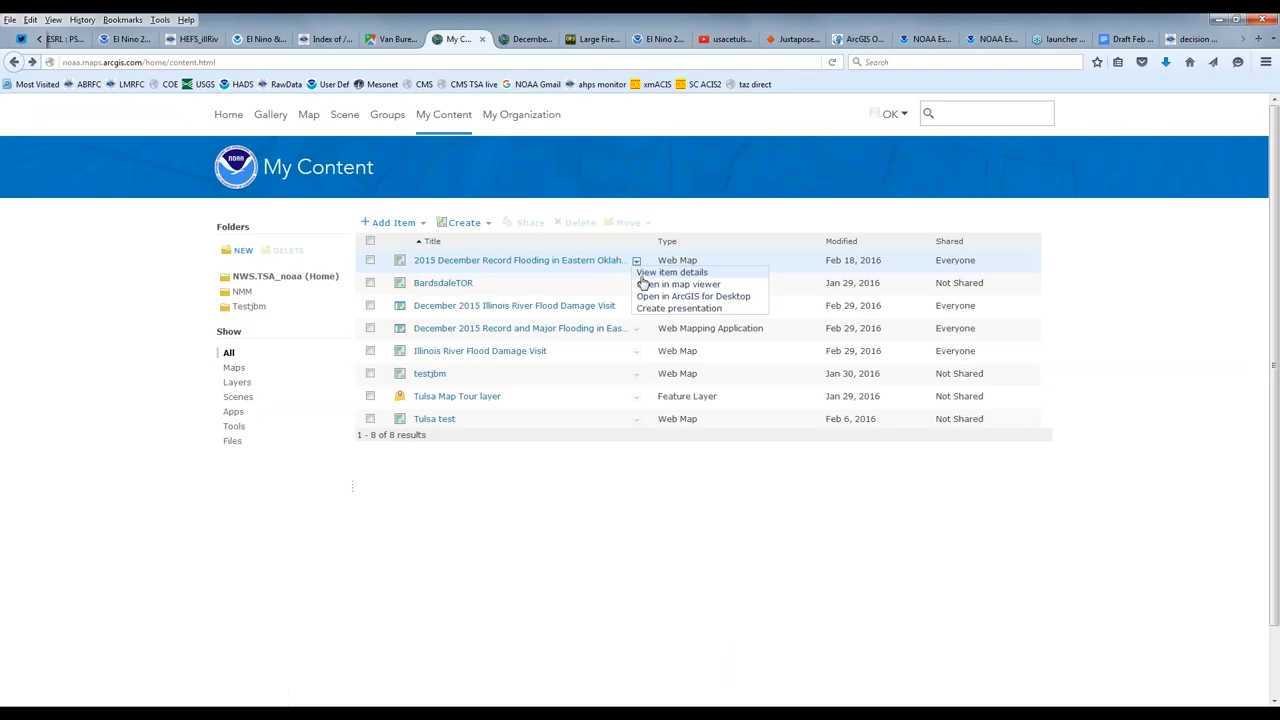 File Edit View History Bookmarks Tools Help
ESRL : PS... El Nino 2... HEFS_illRiv El Nino &... Index of /... Van Bure... My C... Decembe... Large Fire... El Nino 2... usacetuls... Juxtapose... ArcGIS O... NOAA Es... NOAA Es... launcher ... Draft Feb ... decision ...
noaa.maps.arcgis.com/home/content.html Search
Most Visited ABRFC LMRFC COE USGS HADS RawData User Def Mesonet CMS CMS TSA live NOAA Gmail ahps monitor xmACIS SC ACIS2 taz direct
Home Gallery Map Scene Groups My Content My Organization OK
NOAA My Content
Folders
NEW DELETE
NWS.TSA_noaa (Home)
NMM
Testjbm
Show
All
Maps
Layers
Scenes
Apps
Tools
Files
Add Item Create Share Delete Move
Title Type Modified Shared
2015 December Record Flooding in Eastern Oklah... Web Map Feb 18, 2016 Everyone
View item details
Open in map viewer
Open in ArcGIS for Desktop
Create presentation
BardsdaleTOR Jan 29, 2016 Not Shared
December 2015 Illinois River Flood Damage Visit Feb 29, 2016 Everyone
December 2015 Record and Major Flooding in Eas... Web Mapping Application Feb 29, 2016 Everyone
Illinois River Flood Damage Visit Web Map Feb 29, 2016 Everyone
testjbm Web Map Jan 30, 2016 Not Shared
Tulsa Map Tour layer Feature Layer Jan 29, 2016 Not Shared
Tulsa test Web Map Feb 6, 2016 Not Shared
1 - 8 of 8 results